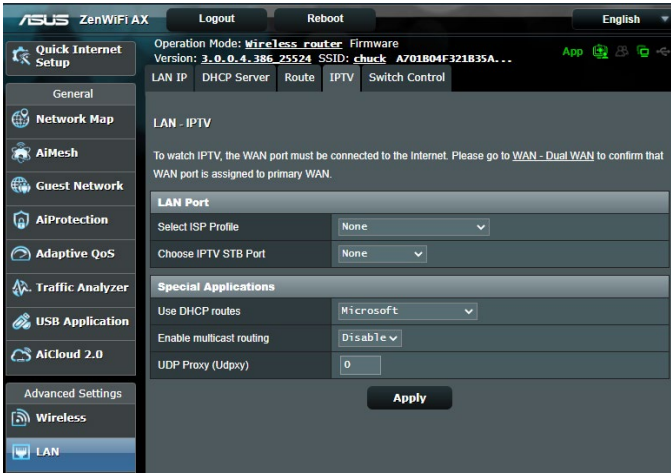 ASUS ZenWiFi AX Logout Reboot English
Quick Internet Setup
Operation Mode: Wireless router Firmware
Version: 3.0.0.4.386_25524 SSID: chuck A701B04F321B35A...
App
LAN IP DHCP Server Route IPTV Switch Control
General
Network Map
AiMesh
Guest Network
AiProtection
Adaptive QoS
Traffic Analyzer
USB Application
AiCloud 2.0
Advanced Settings
Wireless
LAN
LAN - IPTV
To watch IPTV, the WAN port must be connected to the Internet. Please go to WAN - Dual WAN to confirm that
WAN port is assigned to primary WAN.
LAN Port
Select ISP Profile None
Choose IPTV STB Port None
Special Applications
Use DHCP routes Microsoft
Enable multicast routing Disable
UDP Proxy (Udpxy) 0
Apply